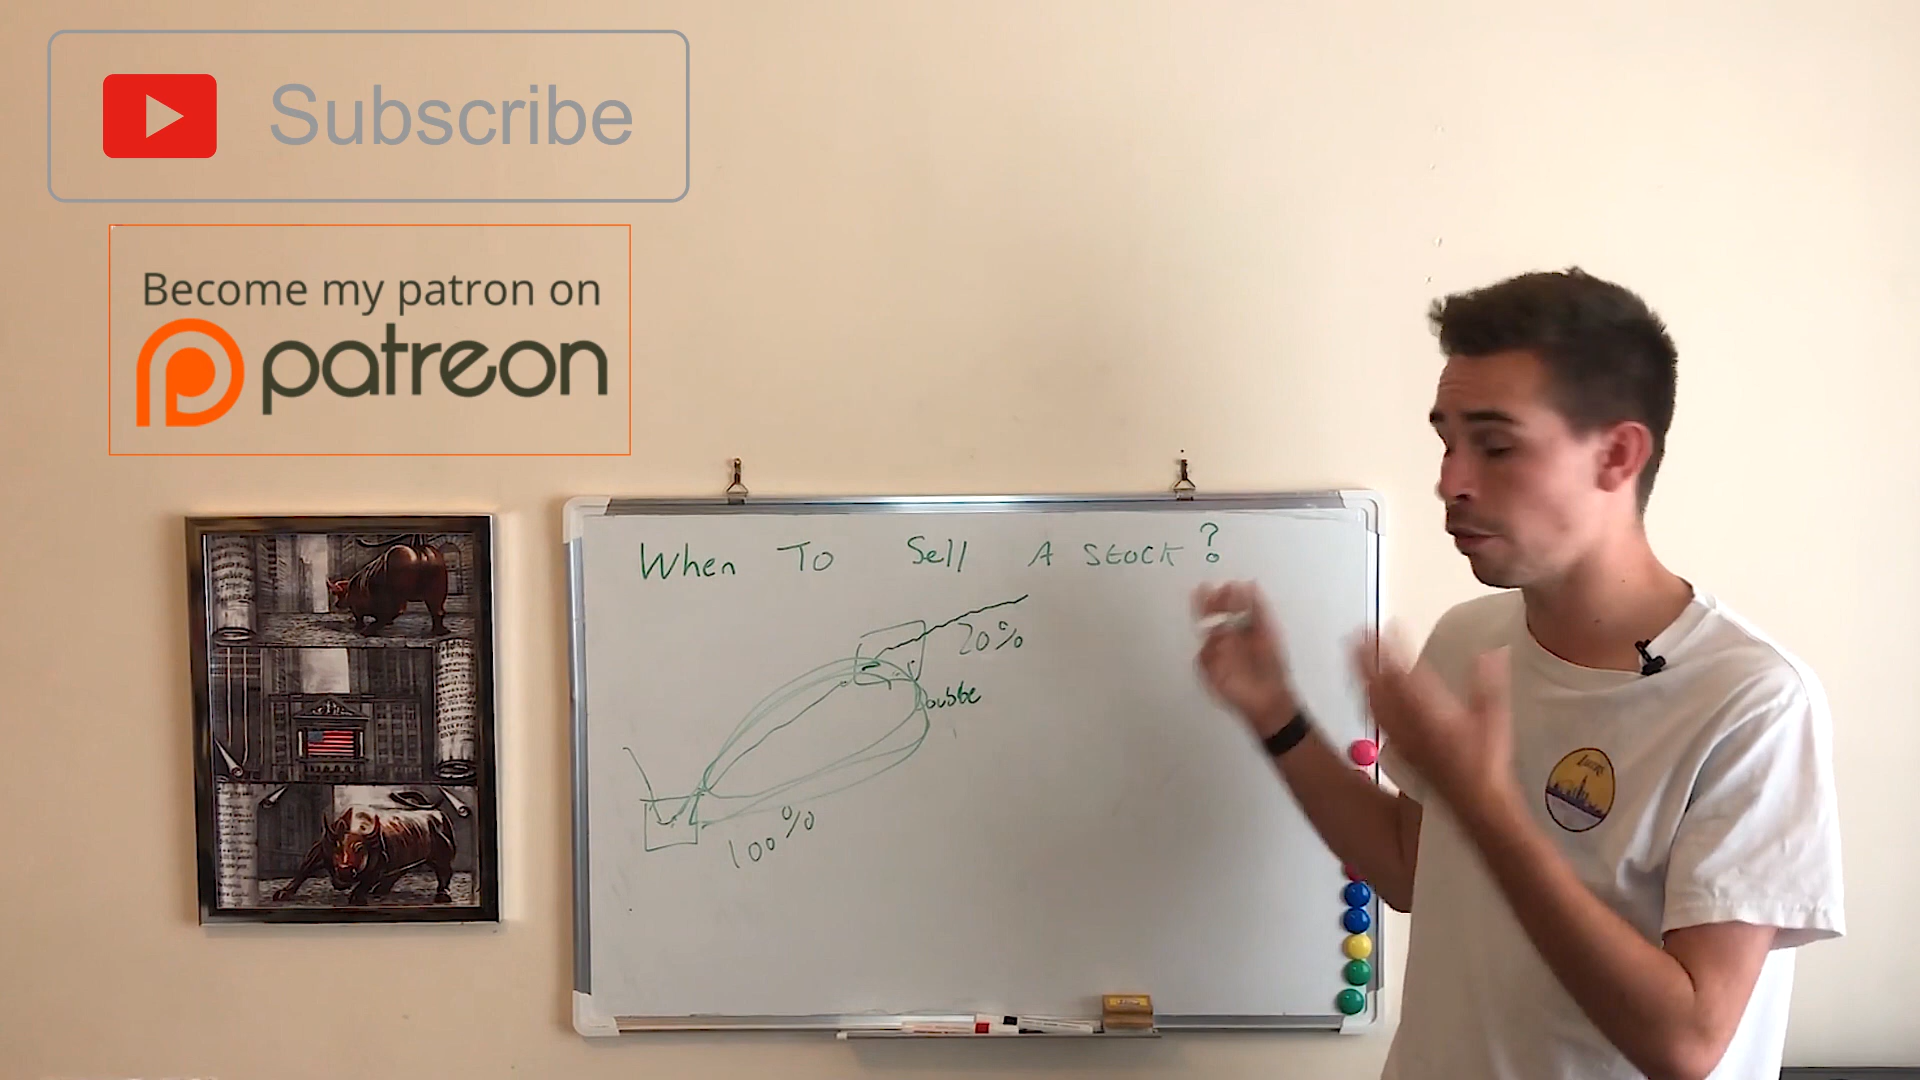 Subscribe
Become my patron on
patreon
When To Sell A Stock?
20%
Double
100%